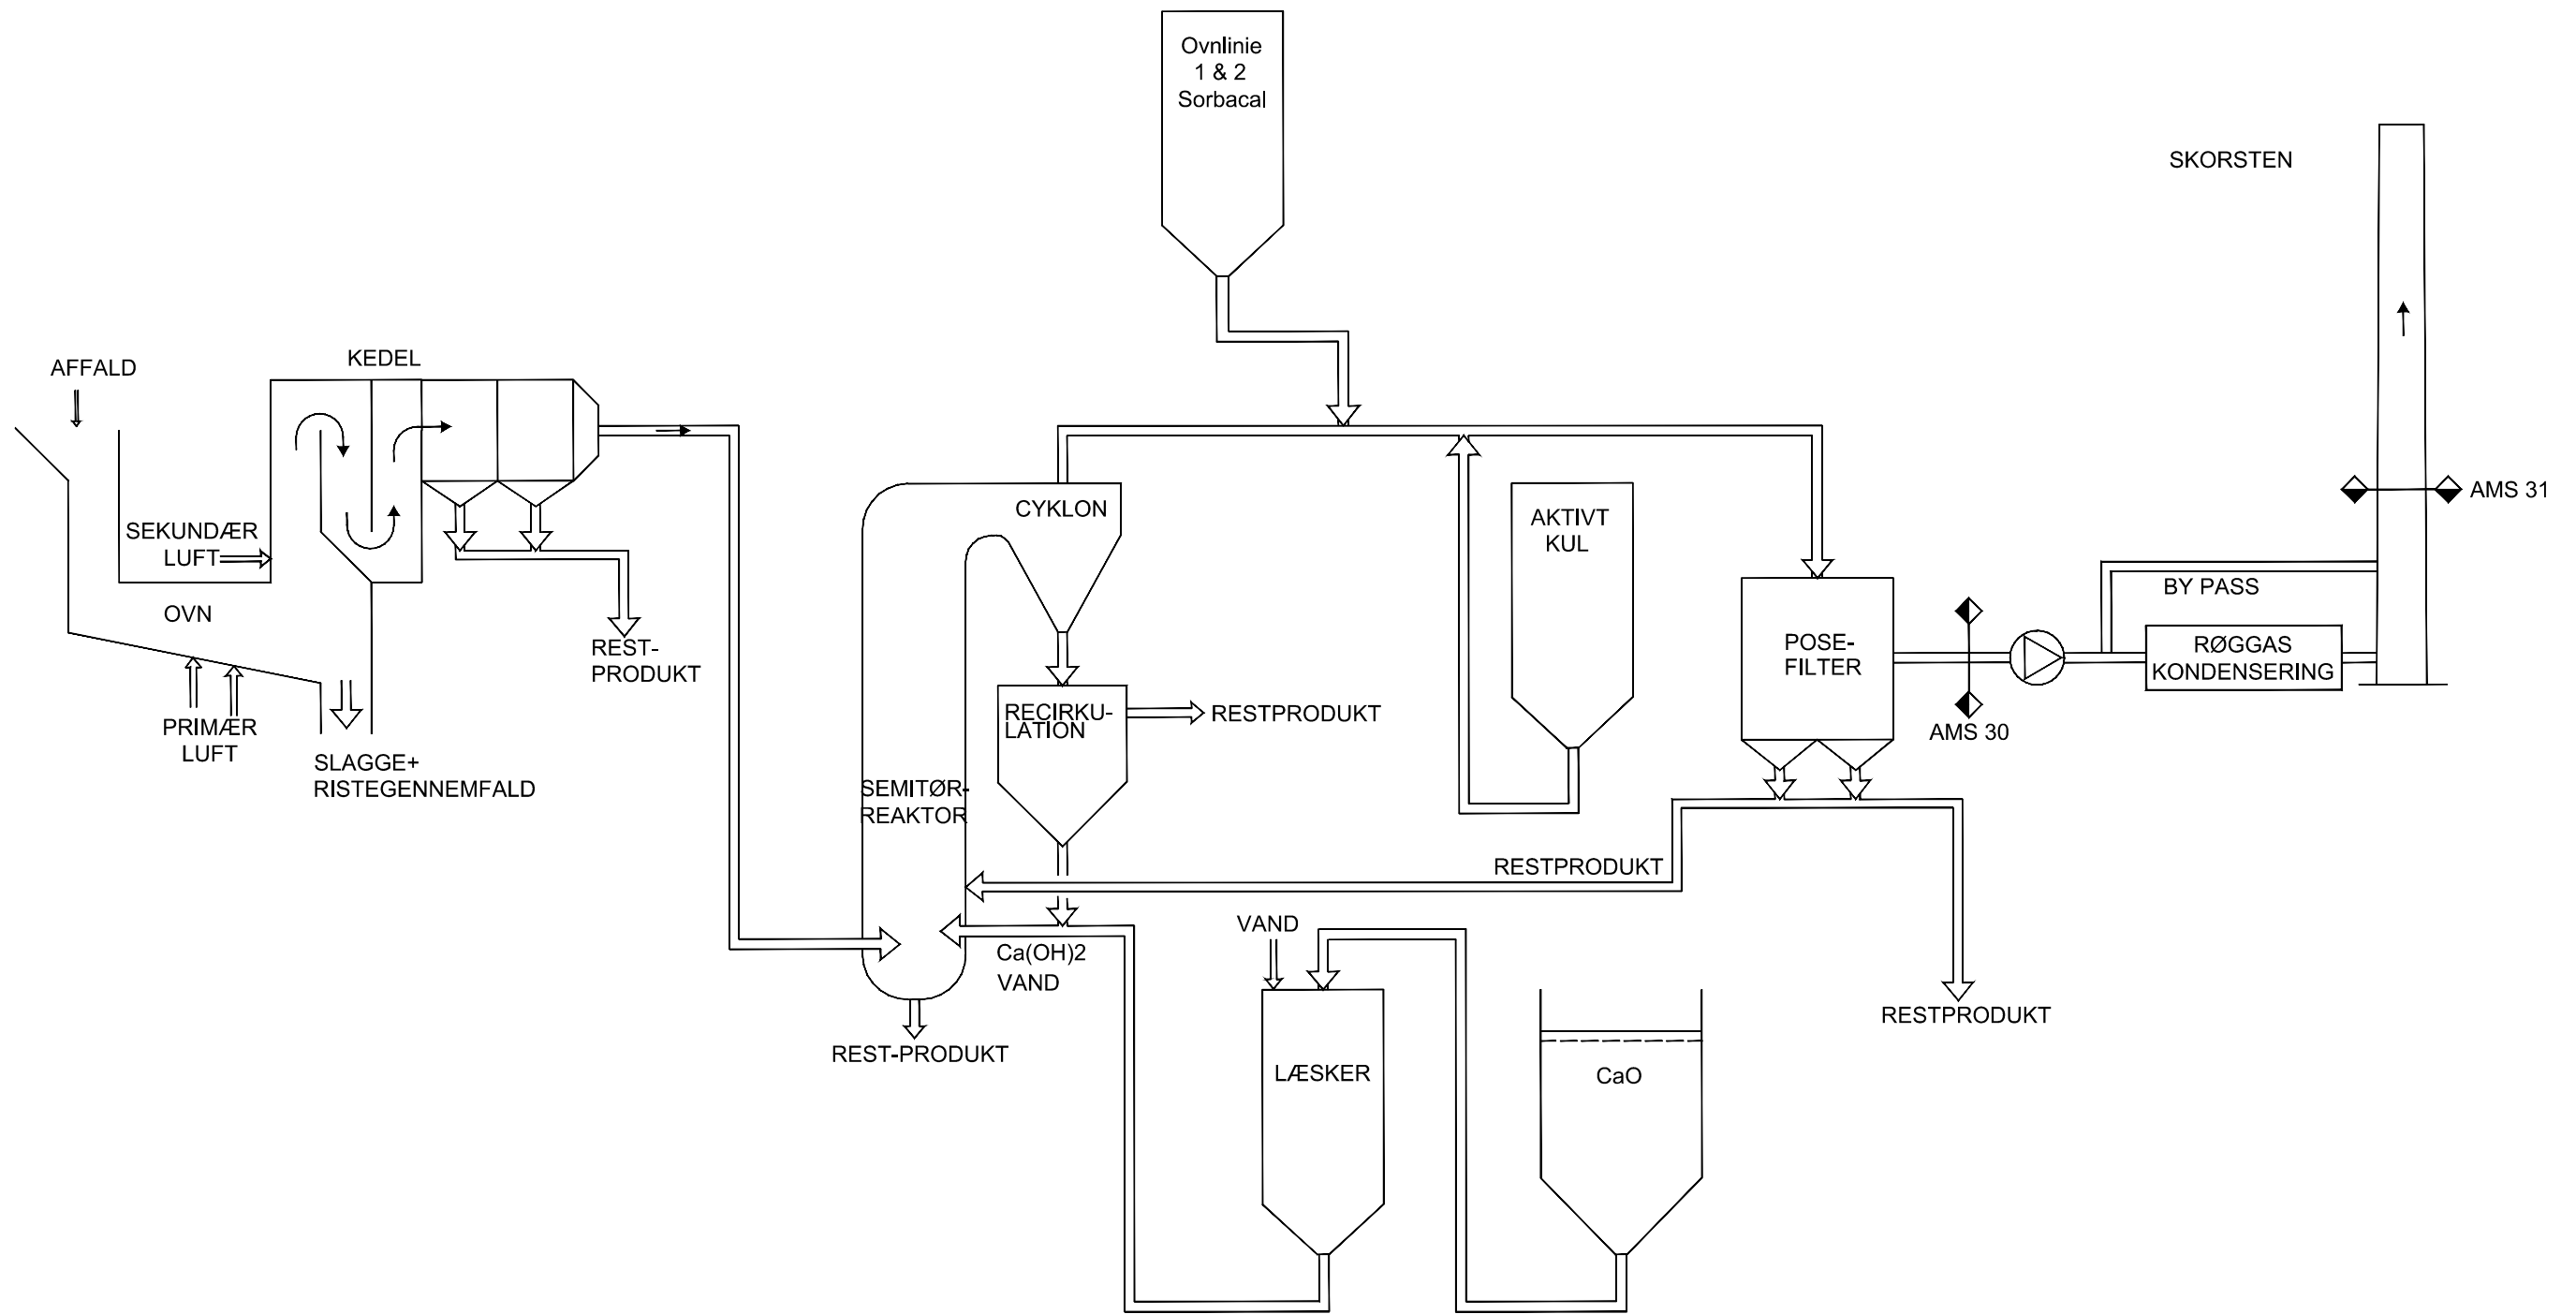 Ovnlinie
1 & 2
Sorbacal
SKORSTEN
AFFALD
KEDEL
SEKUNDÆR
LUFT
OVN
PRIMÆR
LUFT
SLAGGE+
RISTEGENNEMFALD
REST-
PRODUKT
CYKLON
RECIRKU-
LATION
RESTPRODUKT
SEMITØR-
REAKTOR
Ca(OH)2
VAND
REST-PRODUKT
AKTIVT
KUL
RESTPRODUKT
VAND
LÆSKER
CaO
POSE-
FILTER
AMS 30
RESTPRODUKT
BY PASS
RØGGAS
KONDENSERING
AMS 31